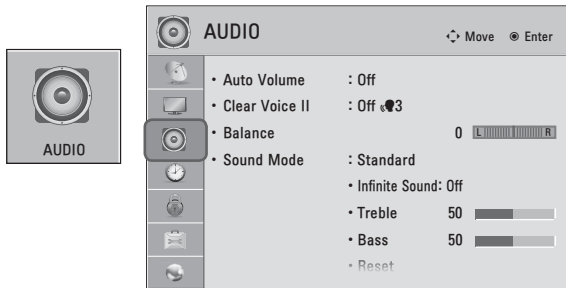 AUDIO
AUDIO
Move Enter
• Auto Volume : Off
• Clear Voice II : Off 3
• Balance 0 L R
• Sound Mode : Standard
• Infinite Sound: Off
• Treble 50
• Bass 50
• Reset